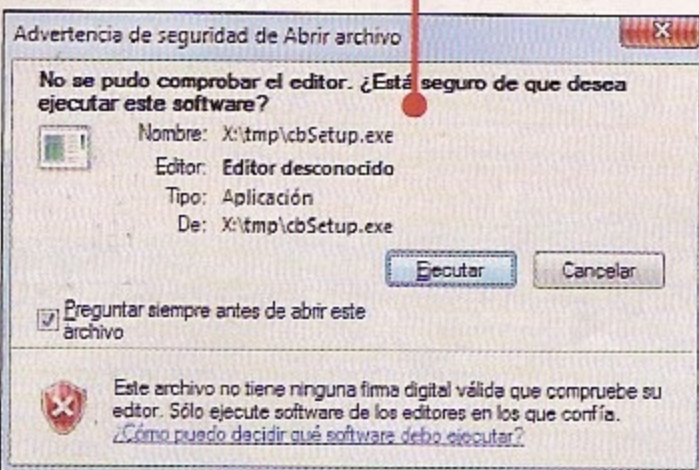 Advertencia de seguridad de Abrir archivo
No se pudo comprobar el editor. ¿Está seguro de que desea
ejecutar este software?
Nombre: X:\tmp\cbSetup.exe
Editor: Editor desconocido
Tipo: Aplicación
De: X:\tmp\cbSetup.exe
Ejecutar Cancelar
Preguntar siempre antes de abrir este
archivo
Este archivo no tiene ninguna firma digital válida que compruebe su
editor. Sólo ejecute software de los editores en los que confía.
¿Cómo puedo decidir qué software debo ejecutar?